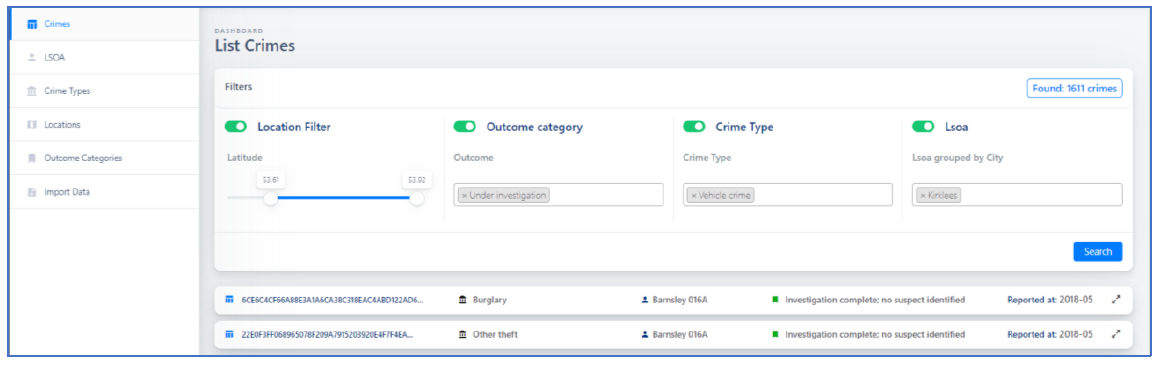 Crimes
LSOA
Crime Types
Locations
Outcome Categories
Import Data
DASHBOARD
List Crimes
Filters
Found: 1611 crimes
Location Filter
Outcome category
Crime Type
Lsoa
Latitude
Outcome
Crime Type
Lsoa grouped by City
53.61 53.92
× Under investigation
× Vehicle crime
× Kirklees
Search
Burglary Barnsley 016A Investigation complete; no suspect identified Reported at: 2018-05
Other theft Barnsley 016A Investigation complete; no suspect identified Reported at: 2018-05